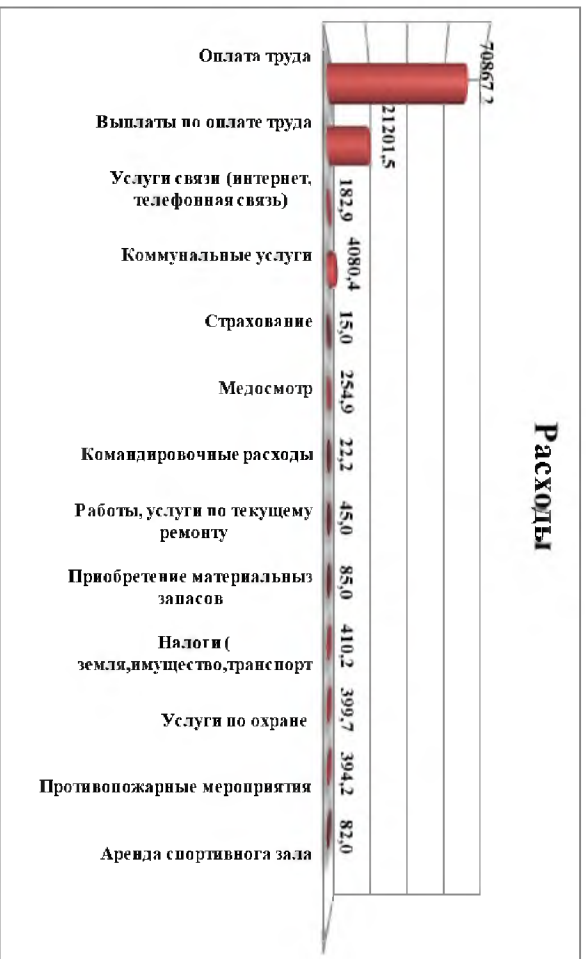 Расходы
70867,2
21201,5
182,9
4080,4
15,0
254,9
22,2
45,0
85,0
410,2
399,7
394,2
82,0
Оплата труда
Выплаты по оплате труда
Услуги связи (интернет,
телефонная связь)
Коммунальные услуги
Страхование
Медосмотр
Командировочные расходы
Работы, услуги по текущему
ремонту
Приобретение материальныз
запасов
Налоги (
земля,имущество,транспорт
Услуги по охране
Противопожарные мероприятия
Аренда спортивнога зала